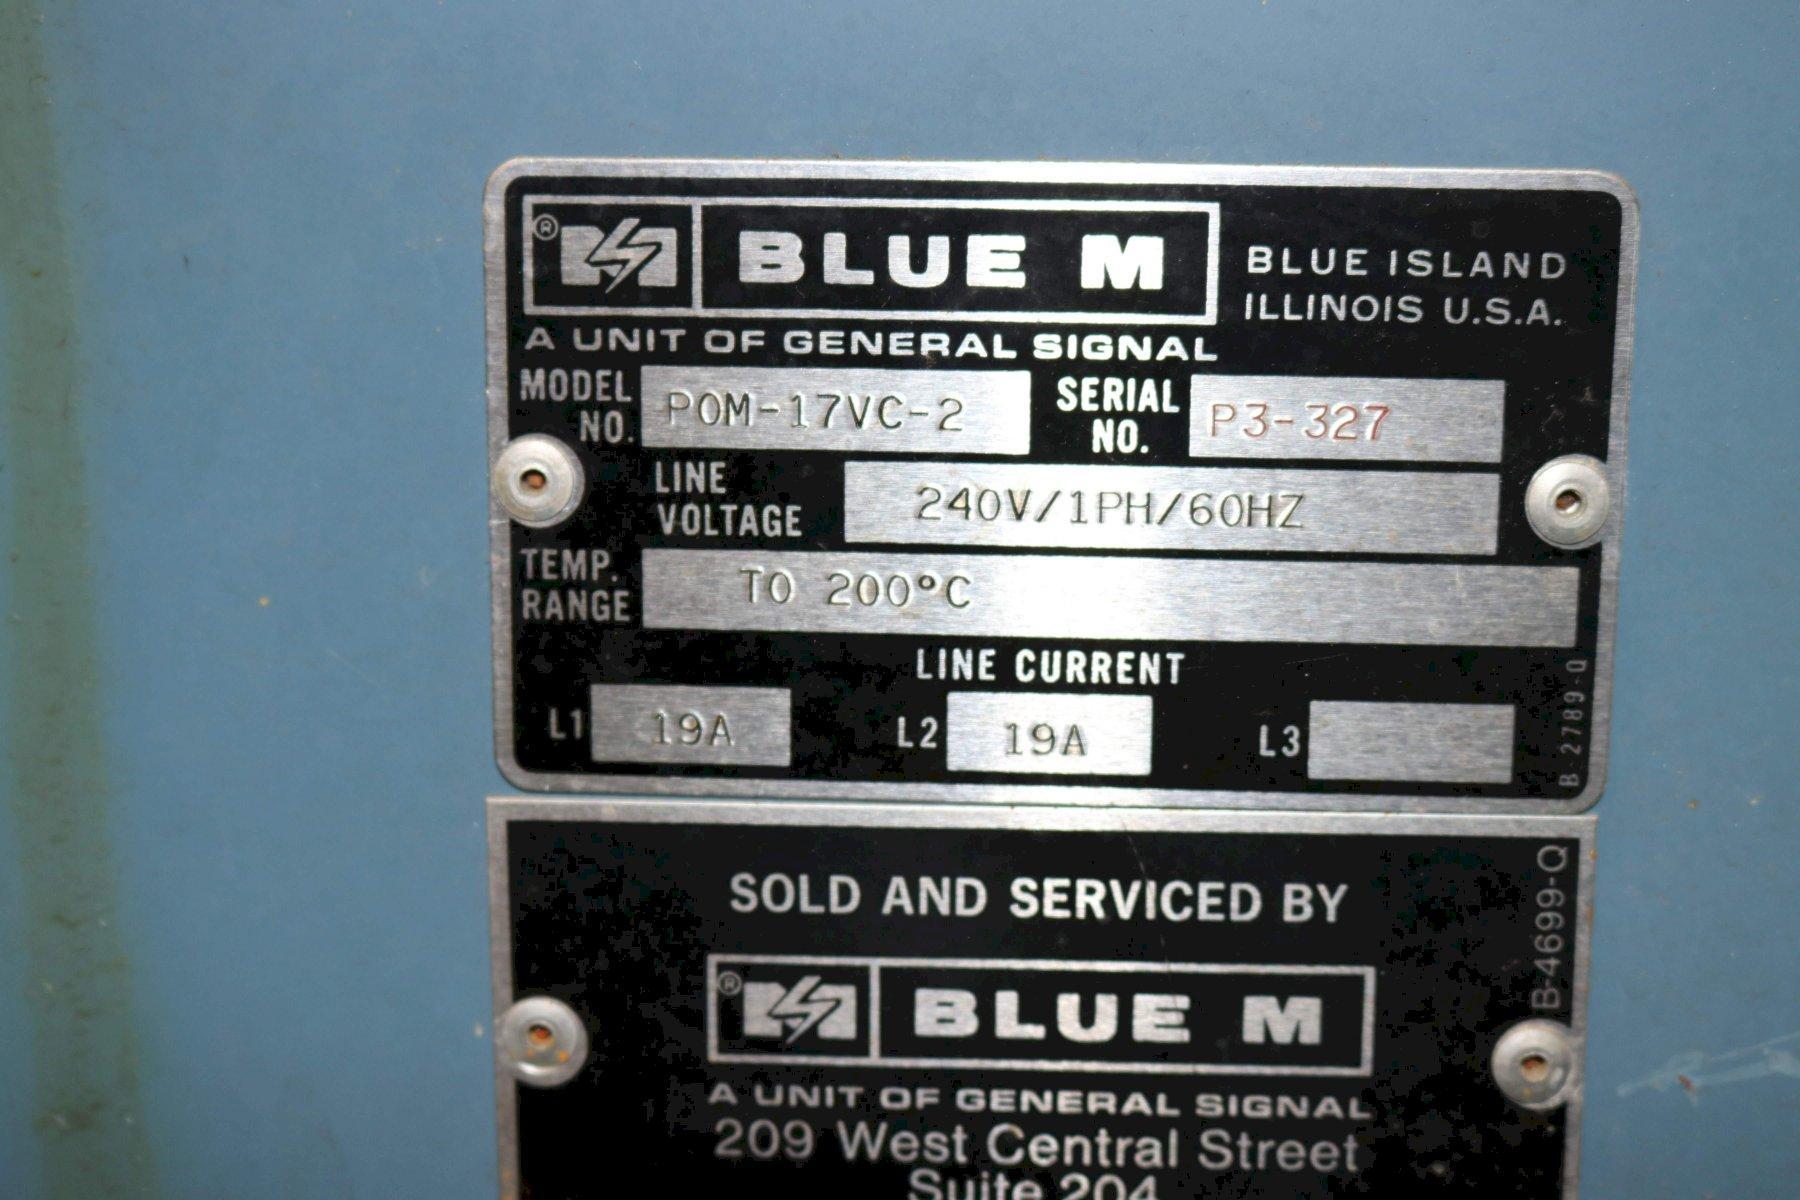 ® M BLUE M
BLUE ISLAND
ILLINOIS U.S.A.
A UNIT OF GENERAL SIGNAL
MODEL NO. POM-17VC-2 SERIAL NO. P3-327
LINE VOLTAGE 240V/1PH/60HZ
TEMP. RANGE TO 200°C
LINE CURRENT
L1 19A L2 19A L3
B-2789-Q
SOLD AND SERVICED BY
B-4699-Q
® M BLUE M
A UNIT OF GENERAL SIGNAL
209 West Central Street
Suite 204